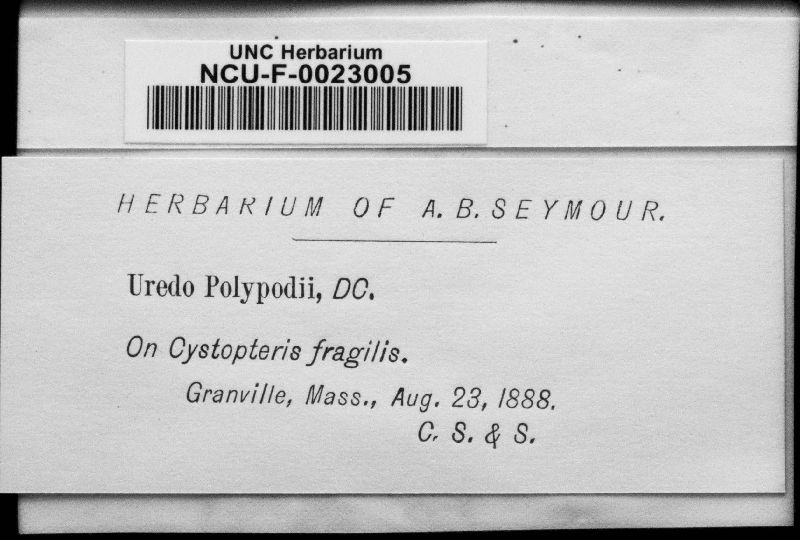 UNC Herbarium
NCU-F-0023005
HERBARIUM OF A. B. SEYMOUR.
Uredo Polypodii, DC.
On Cystopteris fragilis.
Granville, Mass., Aug. 23, 1888.
C. S. & S.